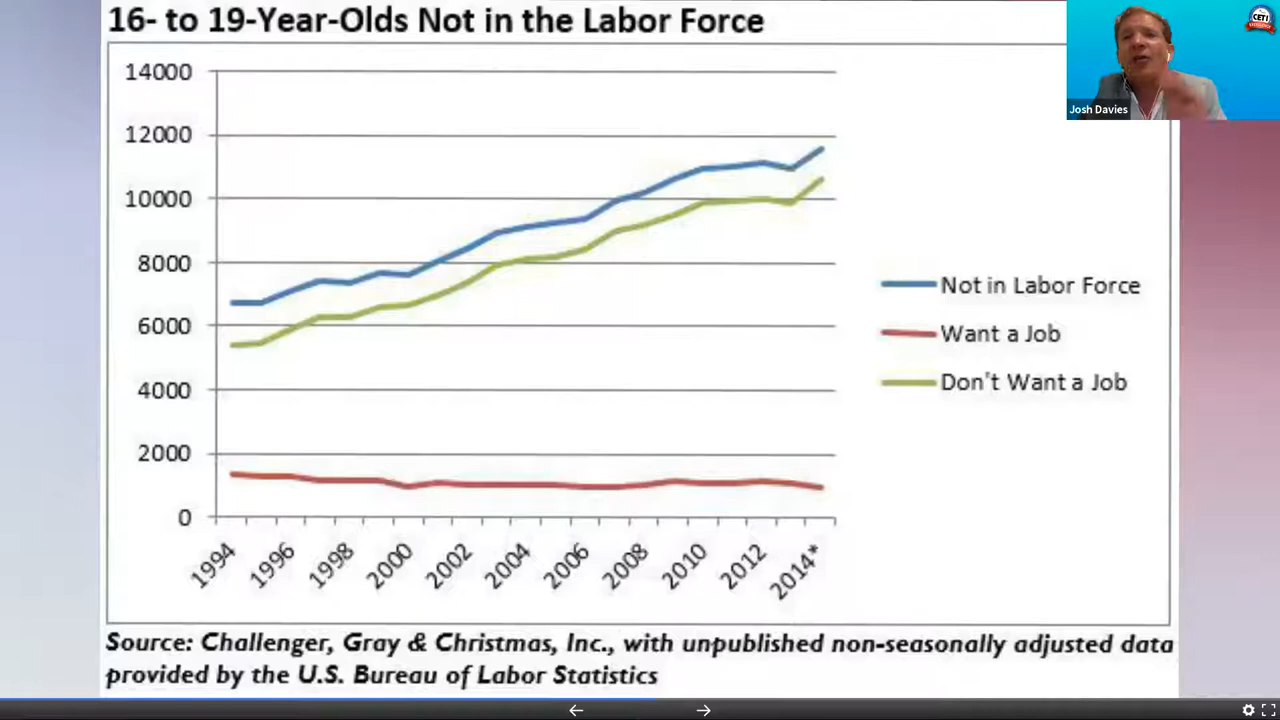 16- to 19-Year-Olds Not in the Labor Force
CETI
Josh Davies
14000
12000
10000
8000
6000
4000
2000
0
1994
1996
1998
2000
2002
2004
2006
2008
2010
2012
2014*
Not in Labor Force
Want a Job
Don't Want a Job
Source: Challenger, Gray & Christmas, Inc., with unpublished non-seasonally adjusted data
provided by the U.S. Bureau of Labor Statistics